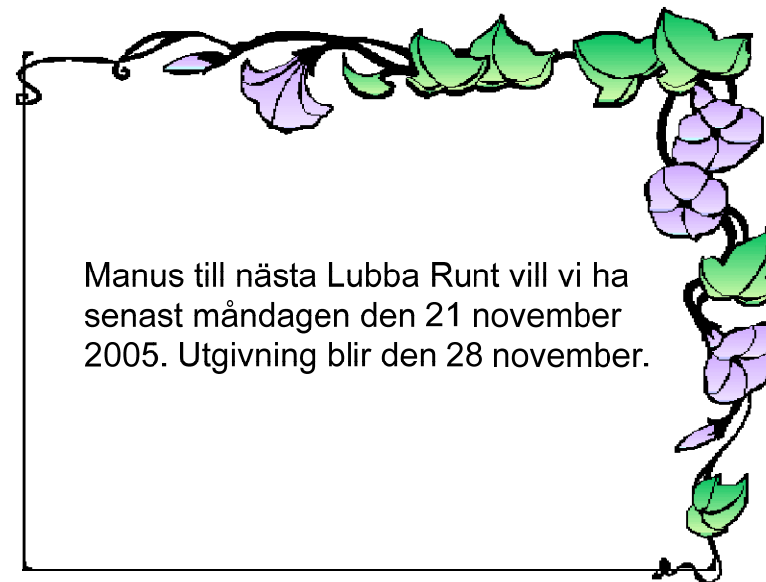 Manus till nästa Lubba Runt vill vi ha
senast måndagen den 21 november
2005. Utgivning blir den 28 november.